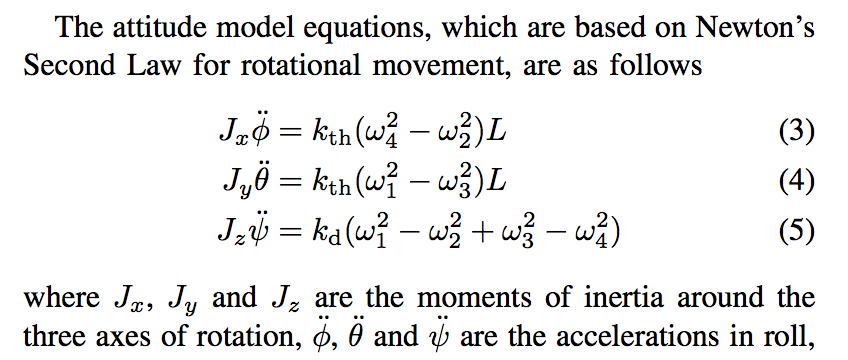 The attitude model equations, which are based on Newton's
Second Law for rotational movement, are as follows
J_x\ddot{\phi} = k_{th}(\omega_4^2 − \omega_2^2)L (3)
J_y\ddot{\theta} = k_{th}(\omega_1^2 − \omega_3^2)L (4)
J_z\ddot{\psi} = k_d(\omega_1^2 − \omega_2^2 + \omega_3^2 − \omega_4^2) (5)
where J_x, J_y and J_z are the moments of inertia around the
three axes of rotation, \ddot{\phi}, \ddot{\theta} and \ddot{\psi} are the accelerations in roll,